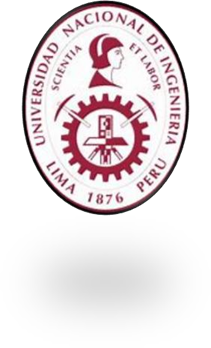 UNIVERSIDAD NACIONAL DE INGENIERIA
SCIENTIA ET LABOR
LIMA 1876 PERU